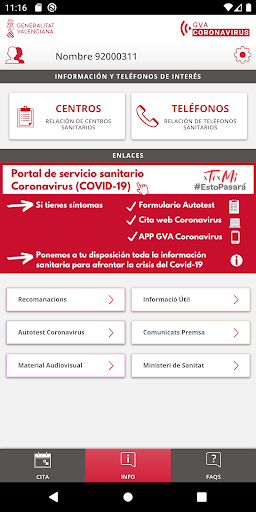 11:16
GENERALITAT
VALENCIANA
GVA
CORONAVIRUS
Nombre 92000311
INFORMACIÓN Y TELÉFONOS DE INTERÉS
CENTROS
RELACIÓN DE CENTROS
SANITARIOS
TELÉFONOS
RELACIÓN DE TELÉFONOS
SANITARIOS
ENLACES
Portal de servicio sanitario
Coronavirus (COVID-19)
xTixMi
#EstoPasará
Si tienes síntomas
Formulario Autotest
Cita web Coronavirus
APP GVA Coronavirus
Ponemos a tu disposición toda la información
sanitaria para afrontar la crisis del Covid-19
Recomanacions
Informació Útil
Autotest Coronavirus
Comunicats Premsa
Material Audiovisual
Ministeri de Sanitat
CITA
INFO
FAQS